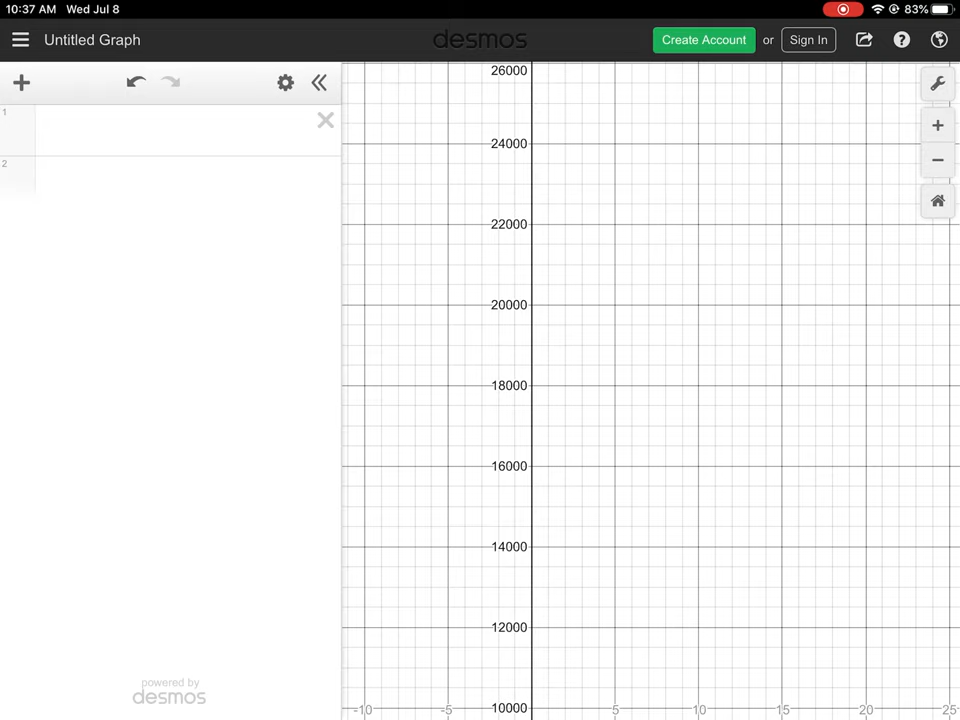 10:37 AM Wed Jul 8
83%
Untitled Graph
desmos
Create Account or Sign In
1
2
26000
24000
22000
20000
18000
16000
14000
12000
10000
-10 -5 5 10 15 20 25
powered by
desmos